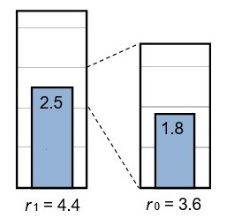 2.5
1.8
r₁ = 4.4
r₀ = 3.6